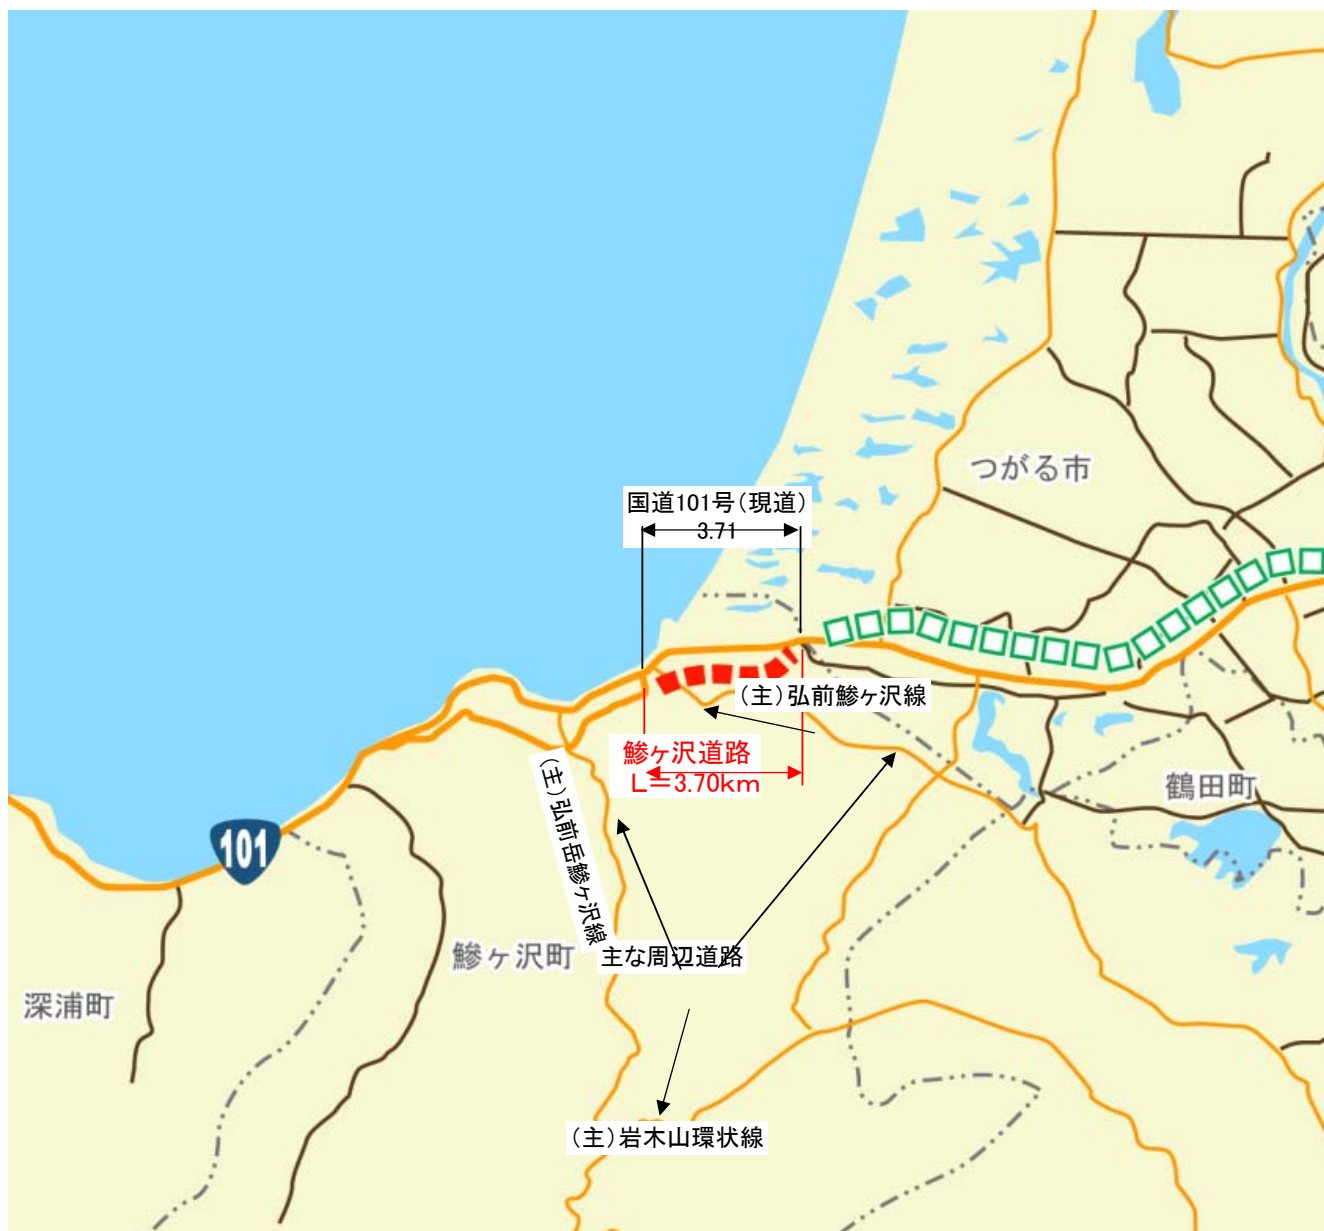 つがる市
国道101号(現道)
3.71
(主)弘前鰺ヶ沢線
鰺ヶ沢道路
L=3.70km
鶴田町
(主)弘前岳鰺ヶ沢線
101
鰺ヶ沢町
主な周辺道路
深浦町
(主)岩木山環状線